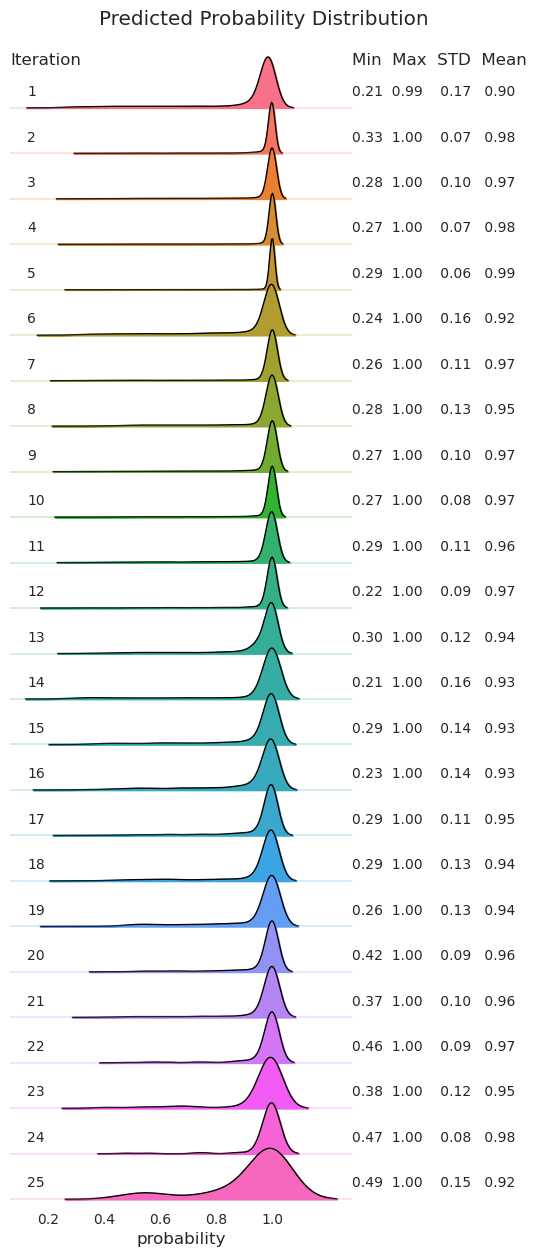 Predicted Probability Distribution
Iteration Min Max STD Mean
1 0.21 0.99 0.17 0.90
2 0.33 1.00 0.07 0.98
3 0.28 1.00 0.10 0.97
4 0.27 1.00 0.07 0.98
5 0.29 1.00 0.06 0.99
6 0.24 1.00 0.16 0.92
7 0.26 1.00 0.11 0.97
8 0.28 1.00 0.13 0.95
9 0.27 1.00 0.10 0.97
10 0.27 1.00 0.08 0.97
11 0.29 1.00 0.11 0.96
12 0.22 1.00 0.09 0.97
13 0.30 1.00 0.12 0.94
14 0.21 1.00 0.16 0.93
15 0.29 1.00 0.14 0.93
16 0.23 1.00 0.14 0.93
17 0.29 1.00 0.11 0.95
18 0.29 1.00 0.13 0.94
19 0.26 1.00 0.13 0.94
20 0.42 1.00 0.09 0.96
21 0.37 1.00 0.10 0.96
22 0.46 1.00 0.09 0.97
23 0.38 1.00 0.12 0.95
24 0.47 1.00 0.08 0.98
25 0.49 1.00 0.15 0.92
0.2 0.4 0.6 0.8 1.0
probability